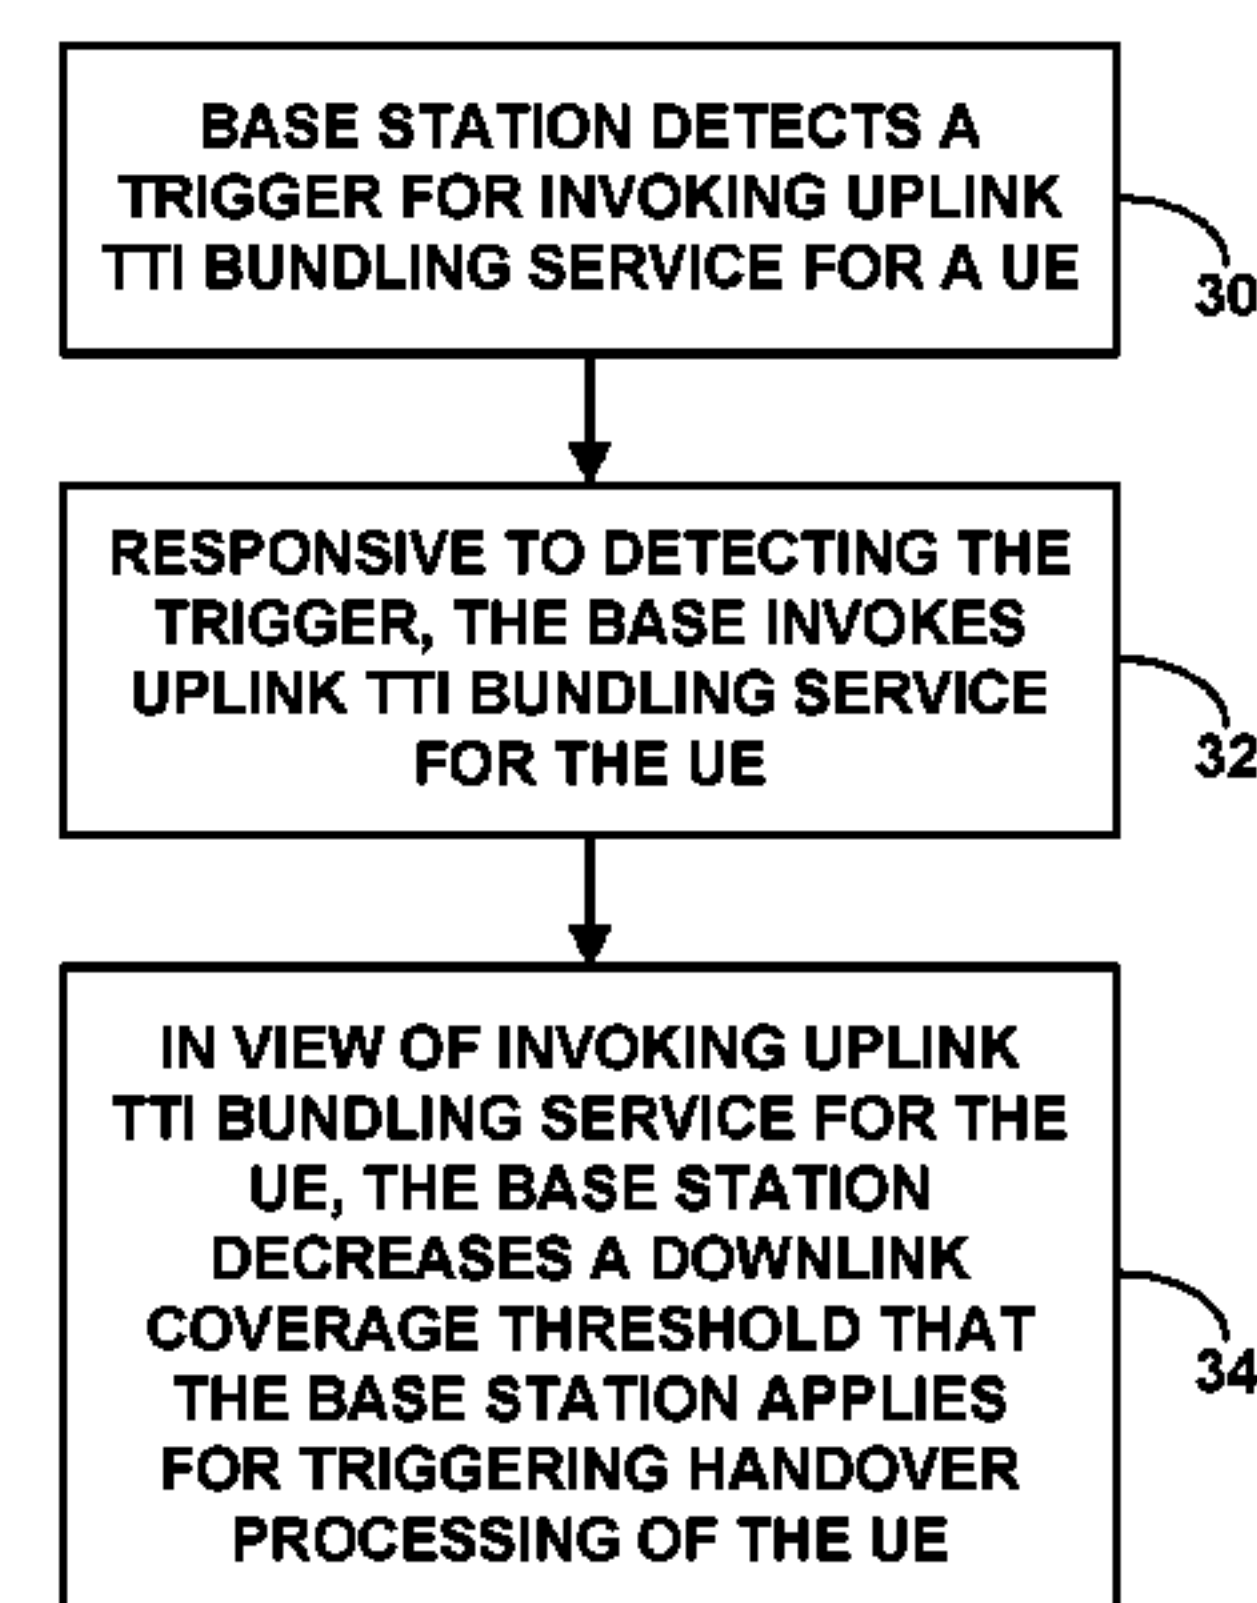 BASE STATION DETECTS A
TRIGGER FOR INVOKING UPLINK
TTI BUNDLING SERVICE FOR A UE
30
RESPONSIVE TO DETECTING THE
TRIGGER, THE BASE INVOKES
UPLINK TTI BUNDLING SERVICE
FOR THE UE
32
IN VIEW OF INVOKING UPLINK
TTI BUNDLING SERVICE FOR THE
UE, THE BASE STATION
DECREASES A DOWNLINK
COVERAGE THRESHOLD THAT
THE BASE STATION APPLIES
FOR TRIGGERING HANDOVER
PROCESSING OF THE UE
34